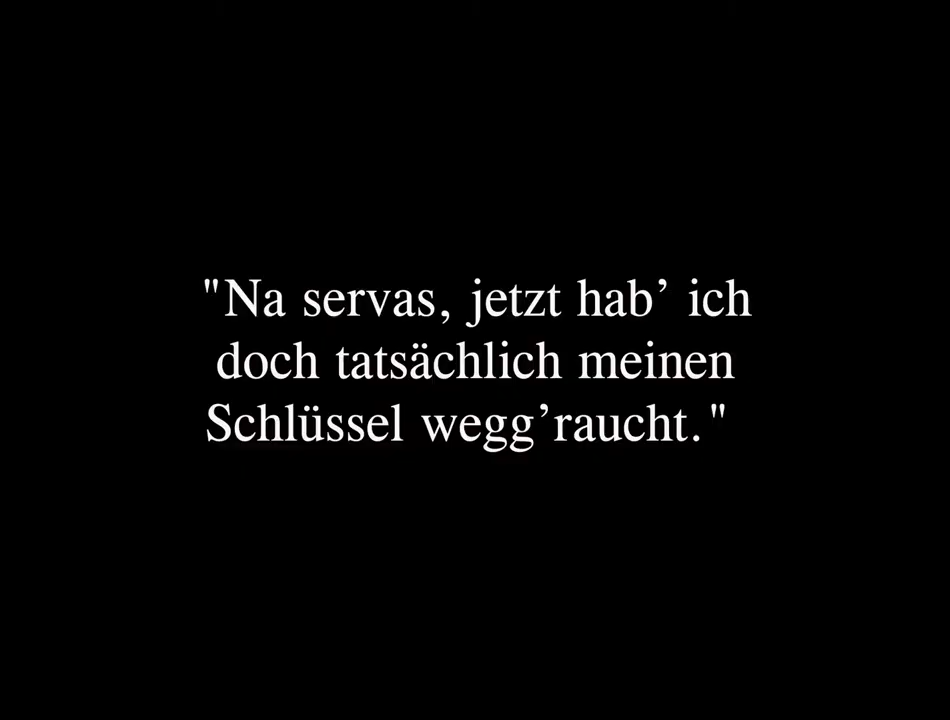 "Na servas, jetzt hab’ ich
doch tatsächlich meinen
Schlüssel wegg’raucht."